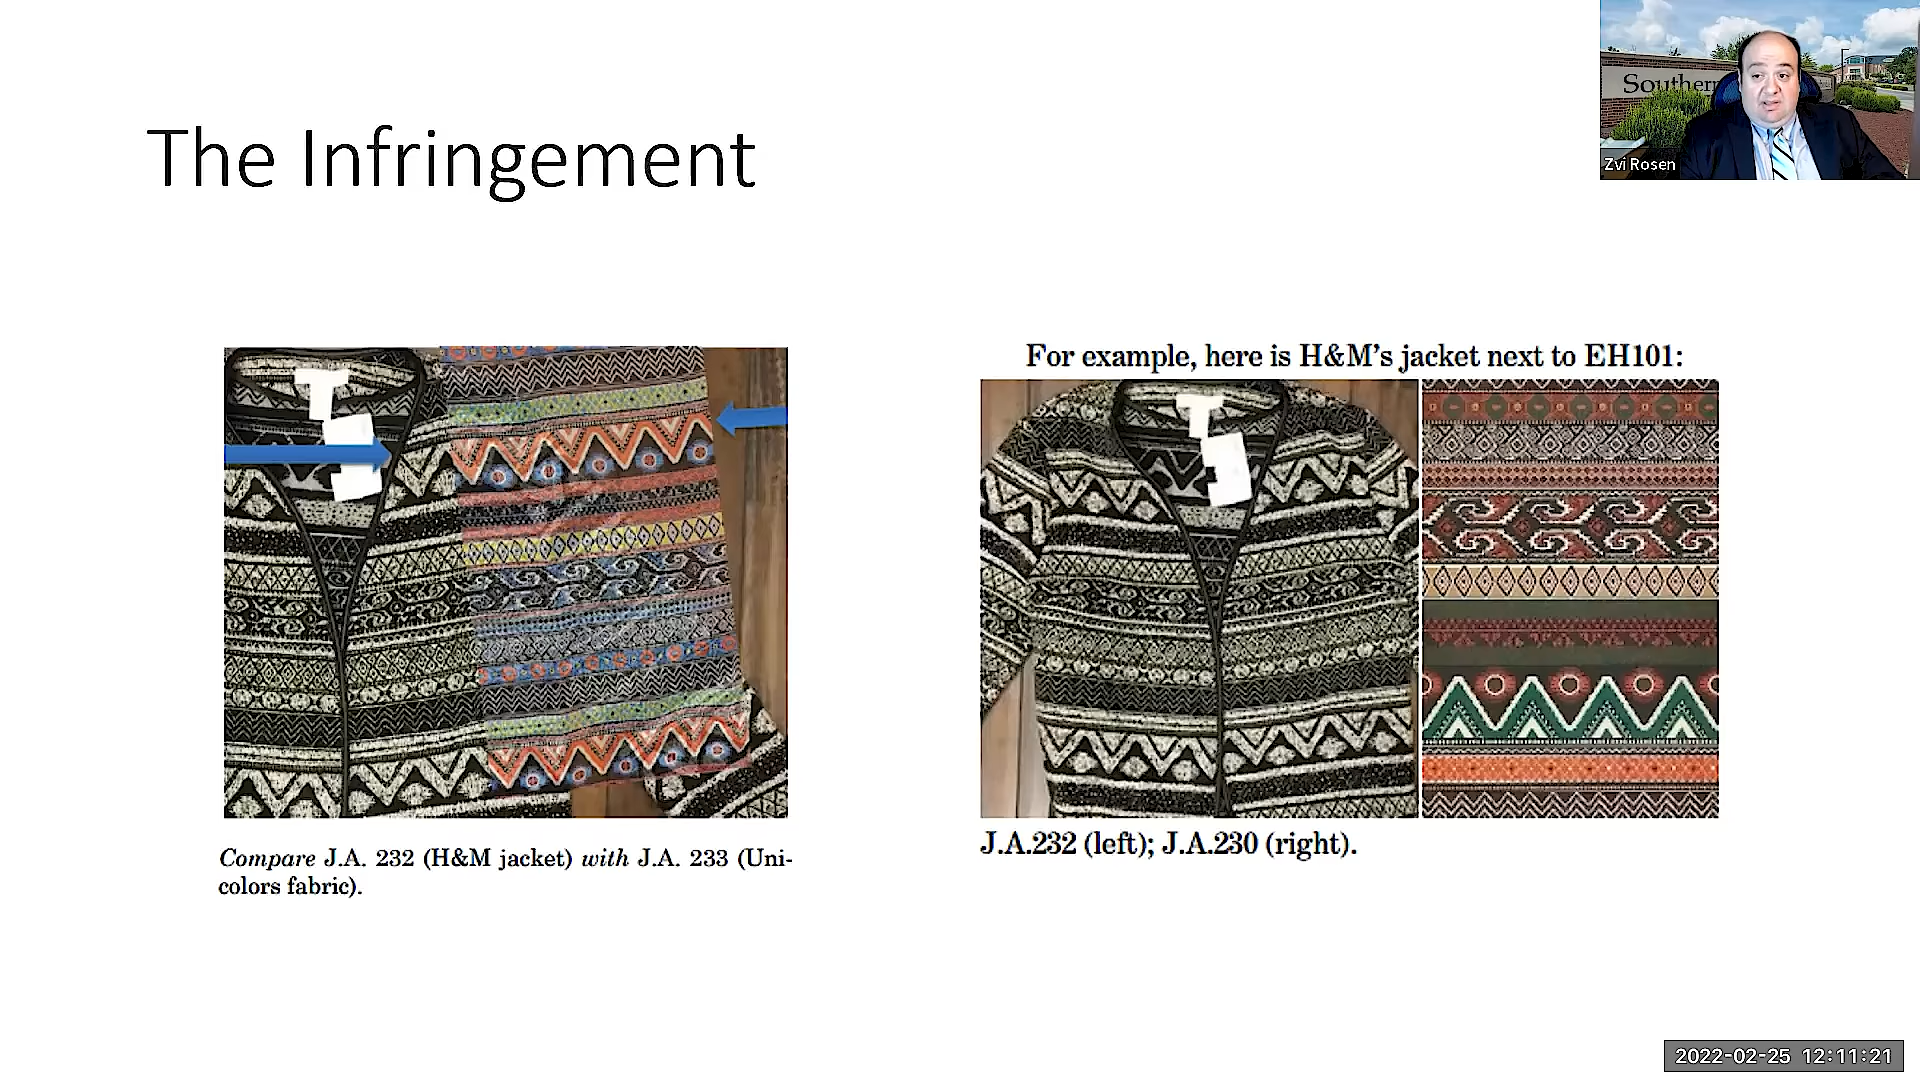 The Infringement
Southern
Zvi Rosen
For example, here is H&M's jacket next to EH101:
Compare J.A. 232 (H&M jacket) with J.A. 233 (Uni-
colors fabric).
J.A.232 (left); J.A.230 (right).
2022-02-25 12:11:21